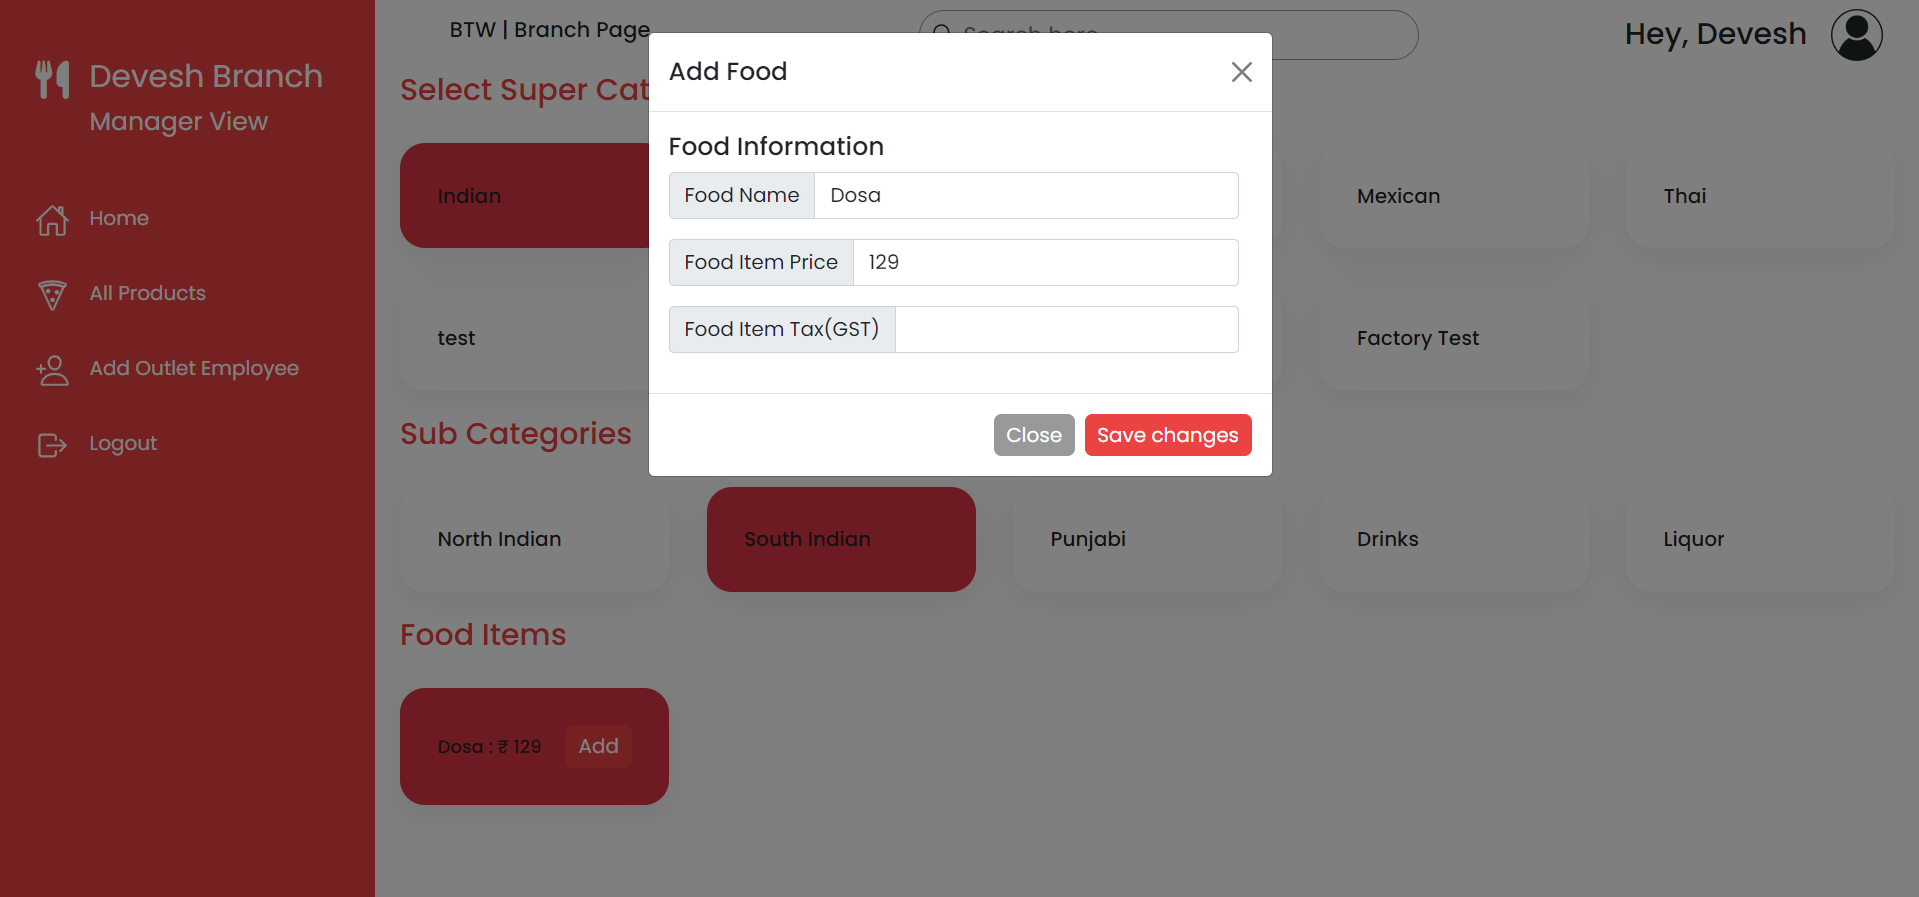 Devesh Branch
Manager View
Home
All Products
Add Outlet Employee
Logout
BTW | Branch Page
Search here
Hey, Devesh
Select Super Cat
Indian
Mexican
Thai
test
Factory Test
Add Food
Food Information
Food Name Dosa
Food Item Price 129
Food Item Tax(GST)
Close Save changes
Sub Categories
North Indian
South Indian
Punjabi
Drinks
Liquor
Food Items
Dosa : ₹ 129 Add